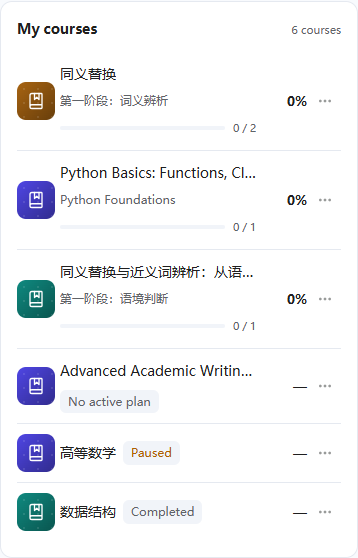 My courses
6 courses
同义替换
第一阶段：词义辨析
0%
0 / 2
Python Basics: Functions, Cl...
Python Foundations
0%
0 / 1
同义替换与近义词辨析：从语...
第一阶段：语境判断
0%
0 / 1
Advanced Academic Writin...
No active plan
—
高等数学
Paused
—
数据结构
Completed
—